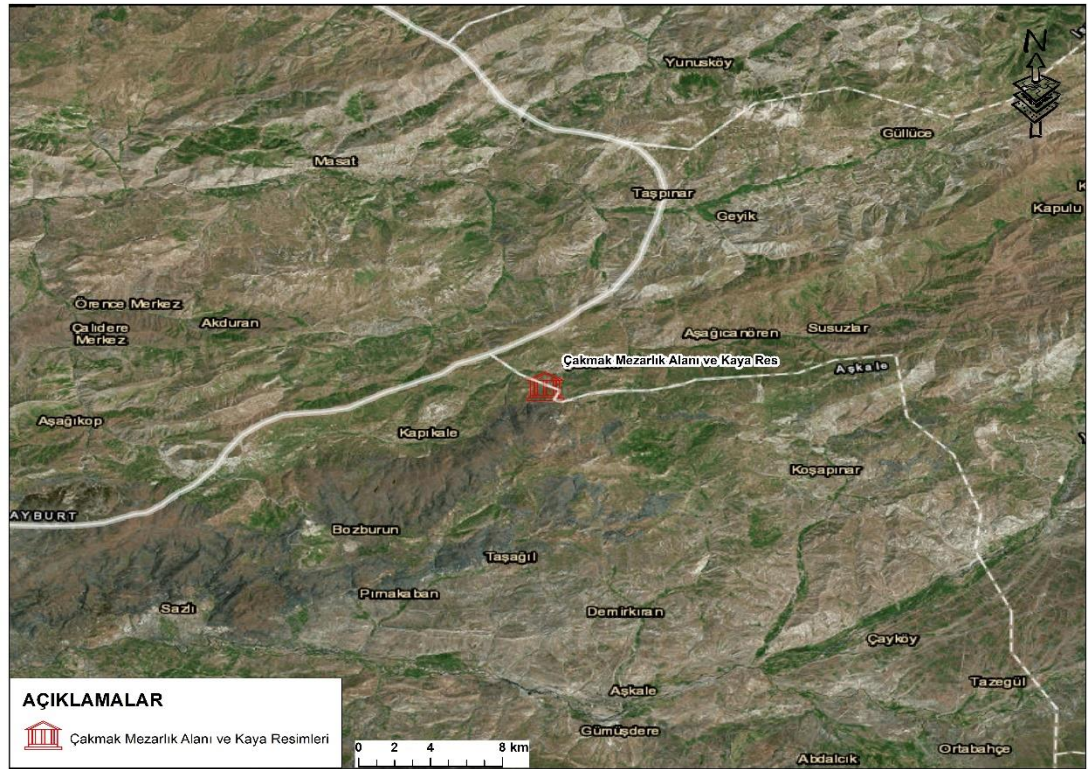 N
Yunusköy
Güllüce
Masat
Taşpınar
Geyik
Kapulu
Örence Merkez
Çalıdere
Merkez
Akduran
Aşağıcanören
Susuzlar
Çakmak Mezarlık Alanı ve Kaya Res
Aşkale
Aşağıkop
Kapıkale
Koşapınar
AYBURT
Bozburun
Taşağıl
Pırnakaban
Sazlı
Demirkıran
Çayköy
Aşkale
Tazegül
Gümüşdere
Ortabahçe
Abdalcık
AÇIKLAMALAR
Çakmak Mezarlık Alanı ve Kaya Resimleri
0 2 4 8 km